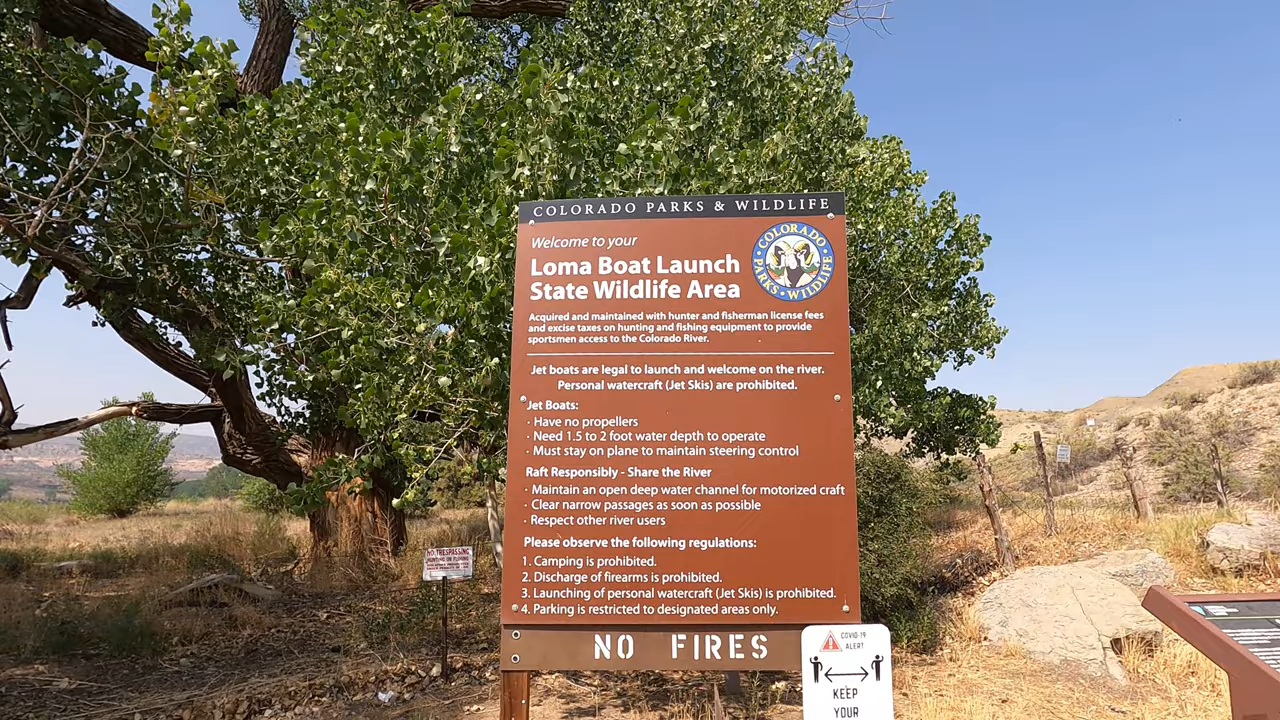 COLORADO PARKS & WILDLIFE
Welcome to your
Loma Boat Launch
State Wildlife Area
COLORADO
PARKS • WILDLIFE
Acquired and maintained with hunter and fisherman license fees
and excise taxes on hunting and fishing equipment to provide
sportsmen access to the Colorado River.
Jet boats are legal to launch and welcome on the river.
Personal watercraft (Jet Skis) are prohibited.
Jet Boats:
· Have no propellers
· Need 1.5 to 2 foot water depth to operate
· Must stay on plane to maintain steering control
Raft Responsibly - Share the River
· Maintain an open deep water channel for motorized craft
· Clear narrow passages as soon as possible
· Respect other river users
Please observe the following regulations:
1. Camping is prohibited.
2. Discharge of firearms is prohibited.
3. Launching of personal watercraft (Jet Skis) is prohibited.
4. Parking is restricted to designated areas only.
NO FIRES
COVID-19
ALERT
KEEP
YOUR
NO TRESPASSING
HUNTING OR FISHING